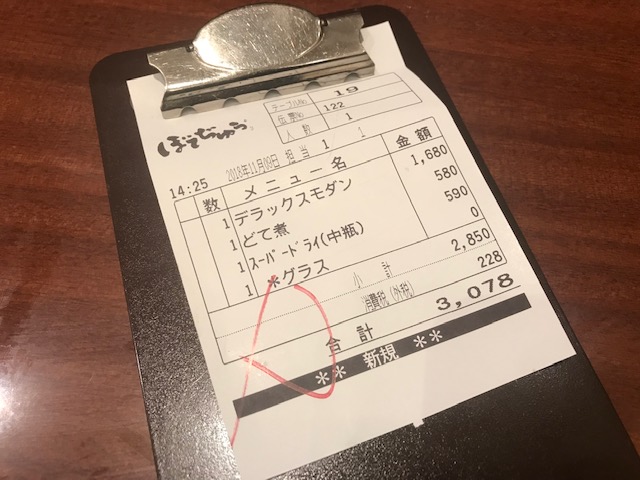 テーブルNo. 19
伝票No. 122
人数 1
ぼてぢゅう
14:25 2018年11月09日 担当 1 1
数 メニュー名 金額
1 デラックスモダン 1,680
1 どて煮 580
1 スーパードライ(中瓶) 590
1 *グラス 0
小計 2,850
消費税(外税) 228
合計 3,078
** 新規 **